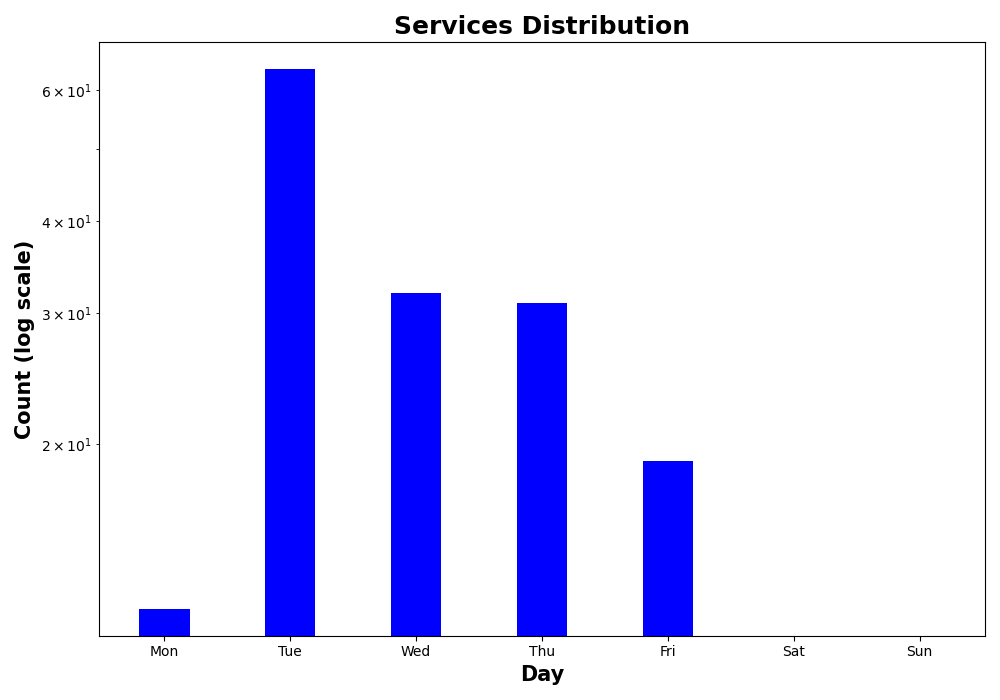 Services Distribution
Count (log scale)
6 × 10¹
4 × 10¹
3 × 10¹
2 × 10¹
Mon Tue Wed Thu Fri Sat Sun
Day